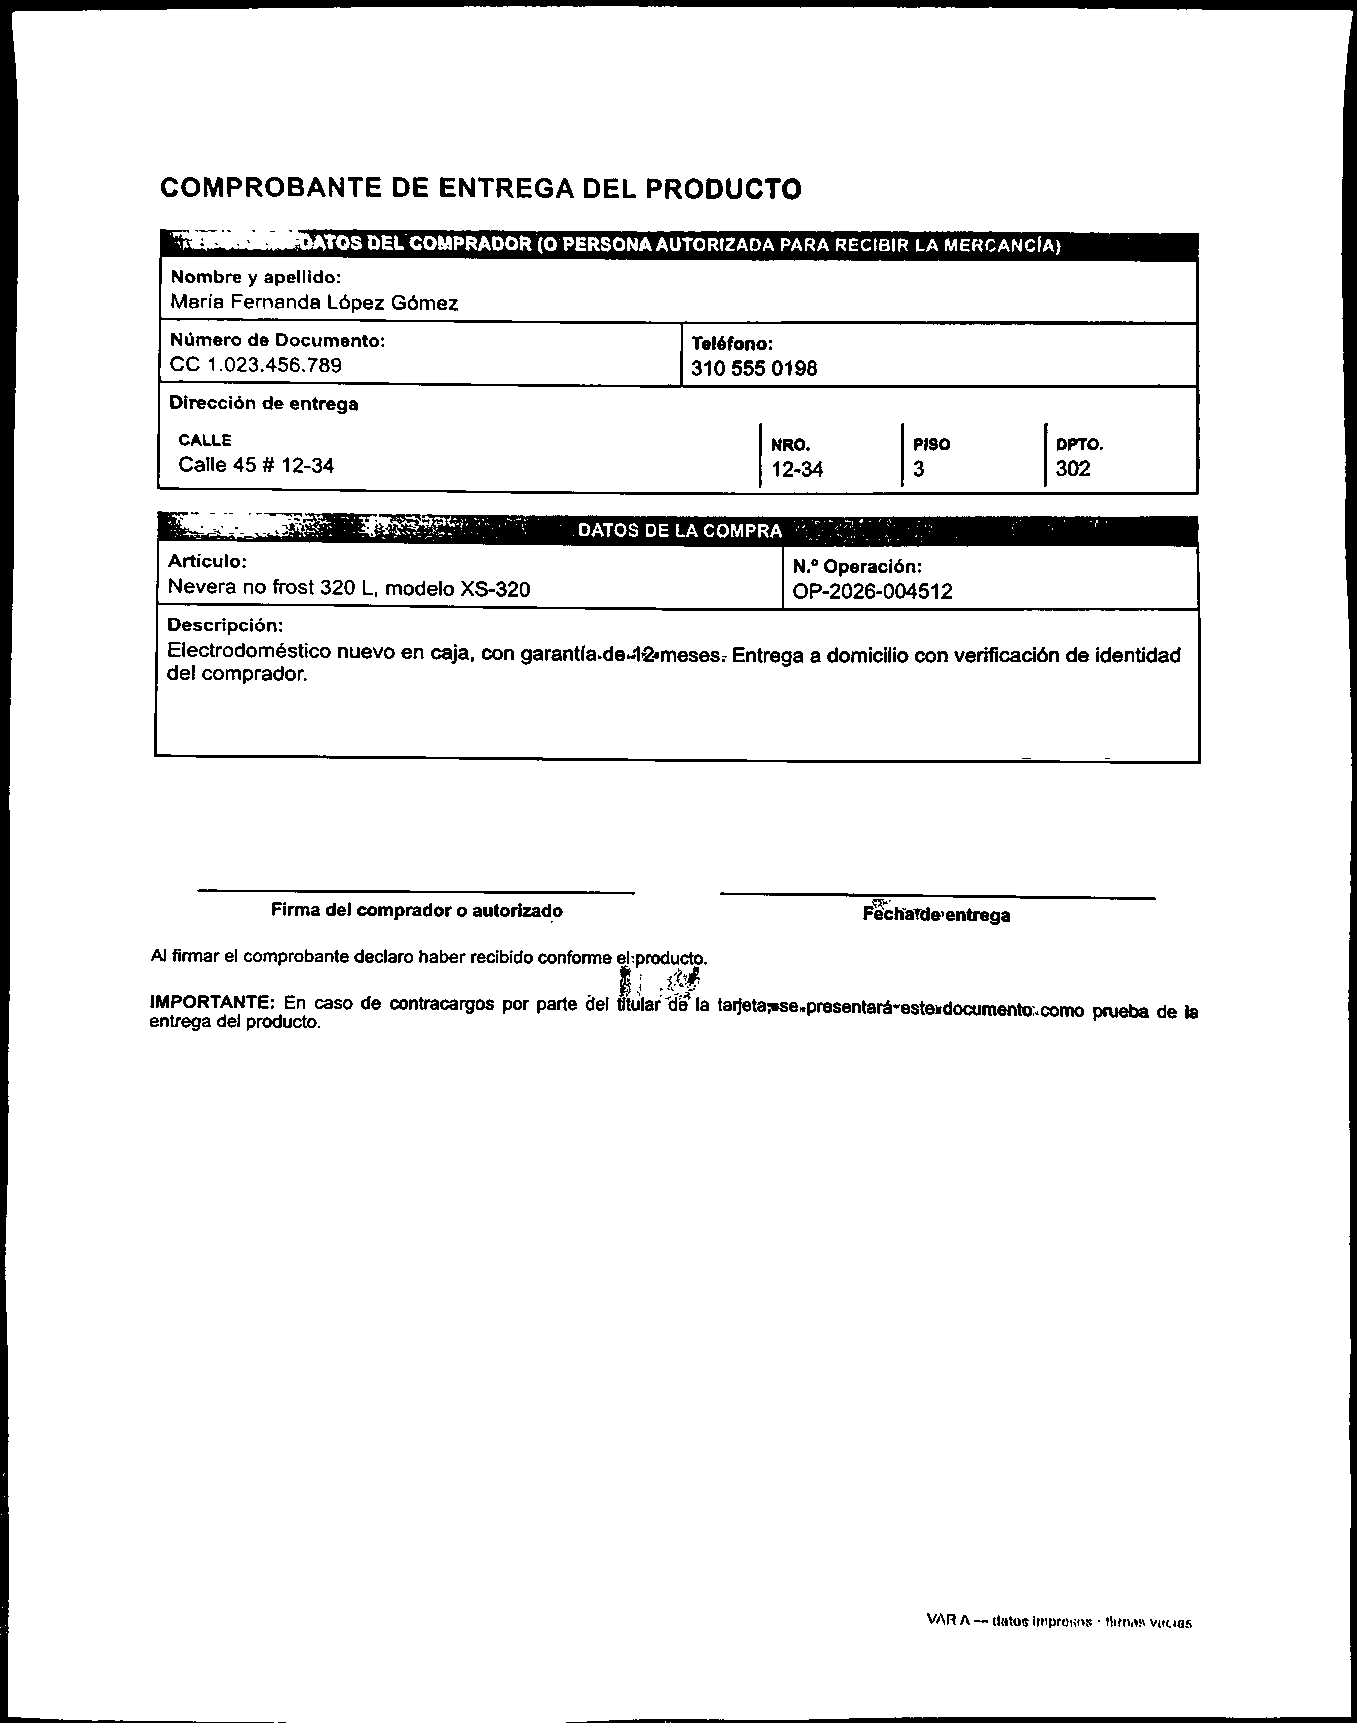 COMPROBANTE DE ENTREGA DEL PRODUCTO
DATOS DEL COMPRADOR (O PERSONA AUTORIZADA PARA RECIBIR LA MERCANCÍA)
Nombre y apellido:
María Fernanda López Gómez
Número de Documento:
CC 1.023.456.789
Teléfono:
310 555 0198
Dirección de entrega
CALLE
Calle 45 # 12-34
NRO.
12-34
PISO
3
DPTO.
302
DATOS DE LA COMPRA
Artículo:
Nevera no frost 320 L, modelo XS-320
N.º Operación:
OP-2026-004512
Descripción:
Electrodoméstico nuevo en caja, con garantía de 12 meses. Entrega a domicilio con verificación de identidad
del comprador.
Firma del comprador o autorizado
Fecha de entrega
Al firmar el comprobante declaro haber recibido conforme el producto.
IMPORTANTE: En caso de contracargos por parte del titular de la tarjeta, se presentará este documento como prueba de la
entrega del producto.
VAR A — datos impresos · firmas vacías